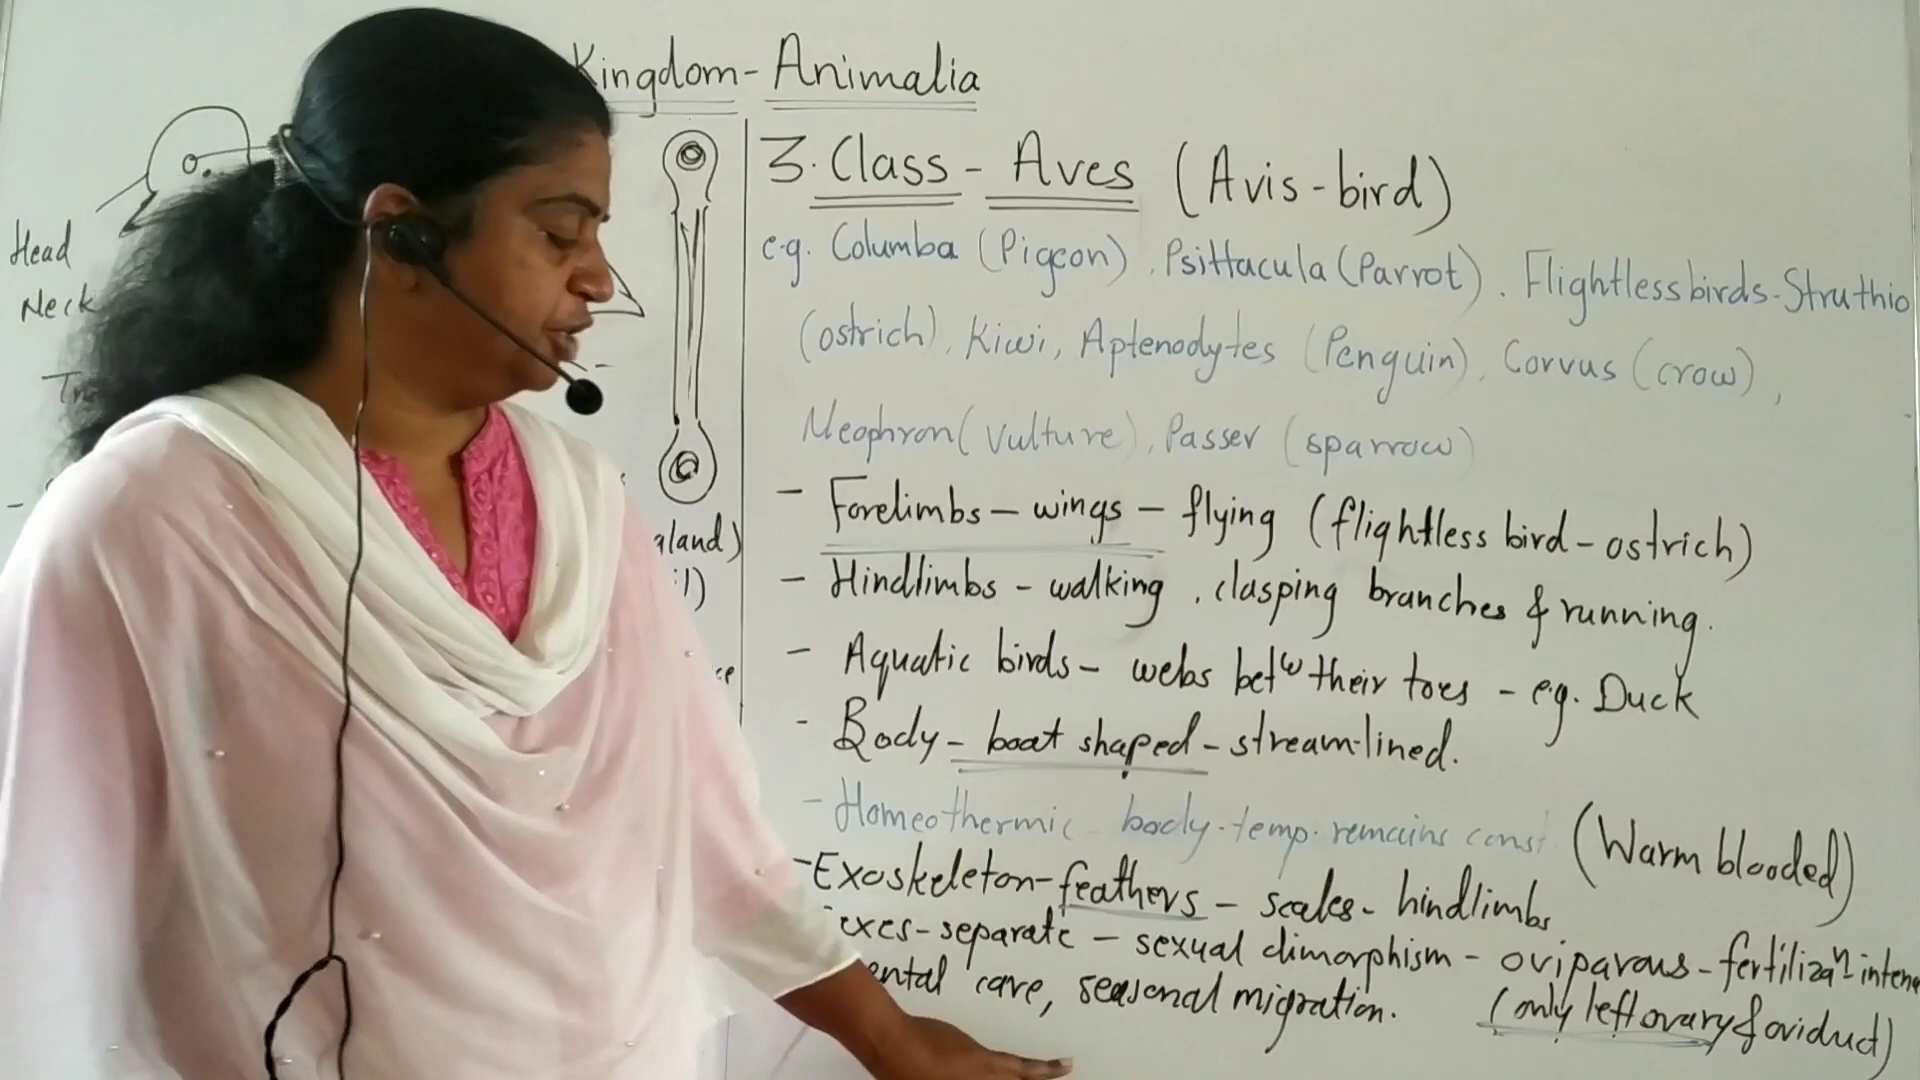 Kingdom - Animalia
Head
Neck
aland)
il)
3. Class - Aves (Avis - bird)
e.g. Columba (Pigeon), Psittacula (Parrot). Flightless birds - Struthio
(ostrich), Kiwi, Aptenodytes (Penguin), Corvus (crow),
Neophron (vulture), Passer (sparrow)
- Forelimbs - wings - flying (flightless bird - ostrich)
- Hindlimbs - walking, clasping branches & running.
- Aquatic birds - webs betw their toes - e.g. Duck
- Body - boat shaped - streamlined.
- Homeothermic - body. temp. remains const (Warm blooded)
- Exoskeleton - feathers - scales - hindlimbs
exes - separate - sexual dimorphism - oviparous - fertilizan intern
ental care, seasonal migration. (only left ovary & oviduct)